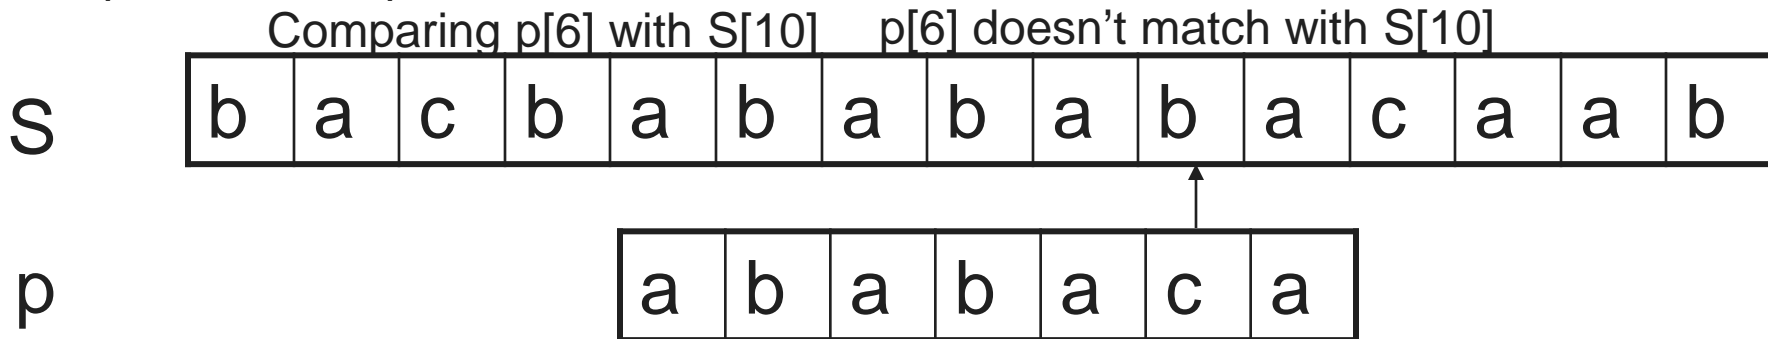 Comparing p[6] with S[10] p[6] doesn’t match with S[10]
S b a c b a b a b a b a c a a b
p a b a b a c a